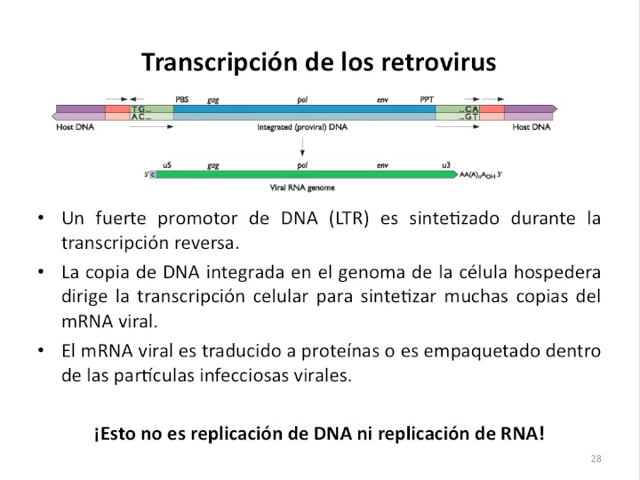 Transcripción de los retrovirus
PBS gag pol env PPT
TG... ...CA
AC... ...GT
Host DNA Integrated (proviral) DNA Host DNA
u5 gag pol env u3
5' c AA(A)nAOH 3'
Viral RNA genome
• Un fuerte promotor de DNA (LTR) es sintetizado durante la
transcripción reversa.
• La copia de DNA integrada en el genoma de la célula hospedera
dirige la transcripción celular para sintetizar muchas copias del
mRNA viral.
• El mRNA viral es traducido a proteínas o es empaquetado dentro
de las partículas infecciosas virales.
¡Esto no es replicación de DNA ni replicación de RNA!
28